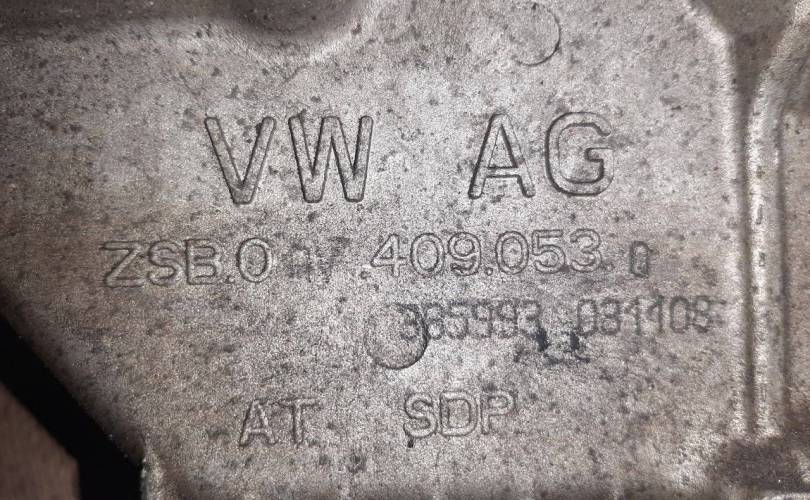 VW AG
ZSB.0 409.053.
365993 081108
AT SDP